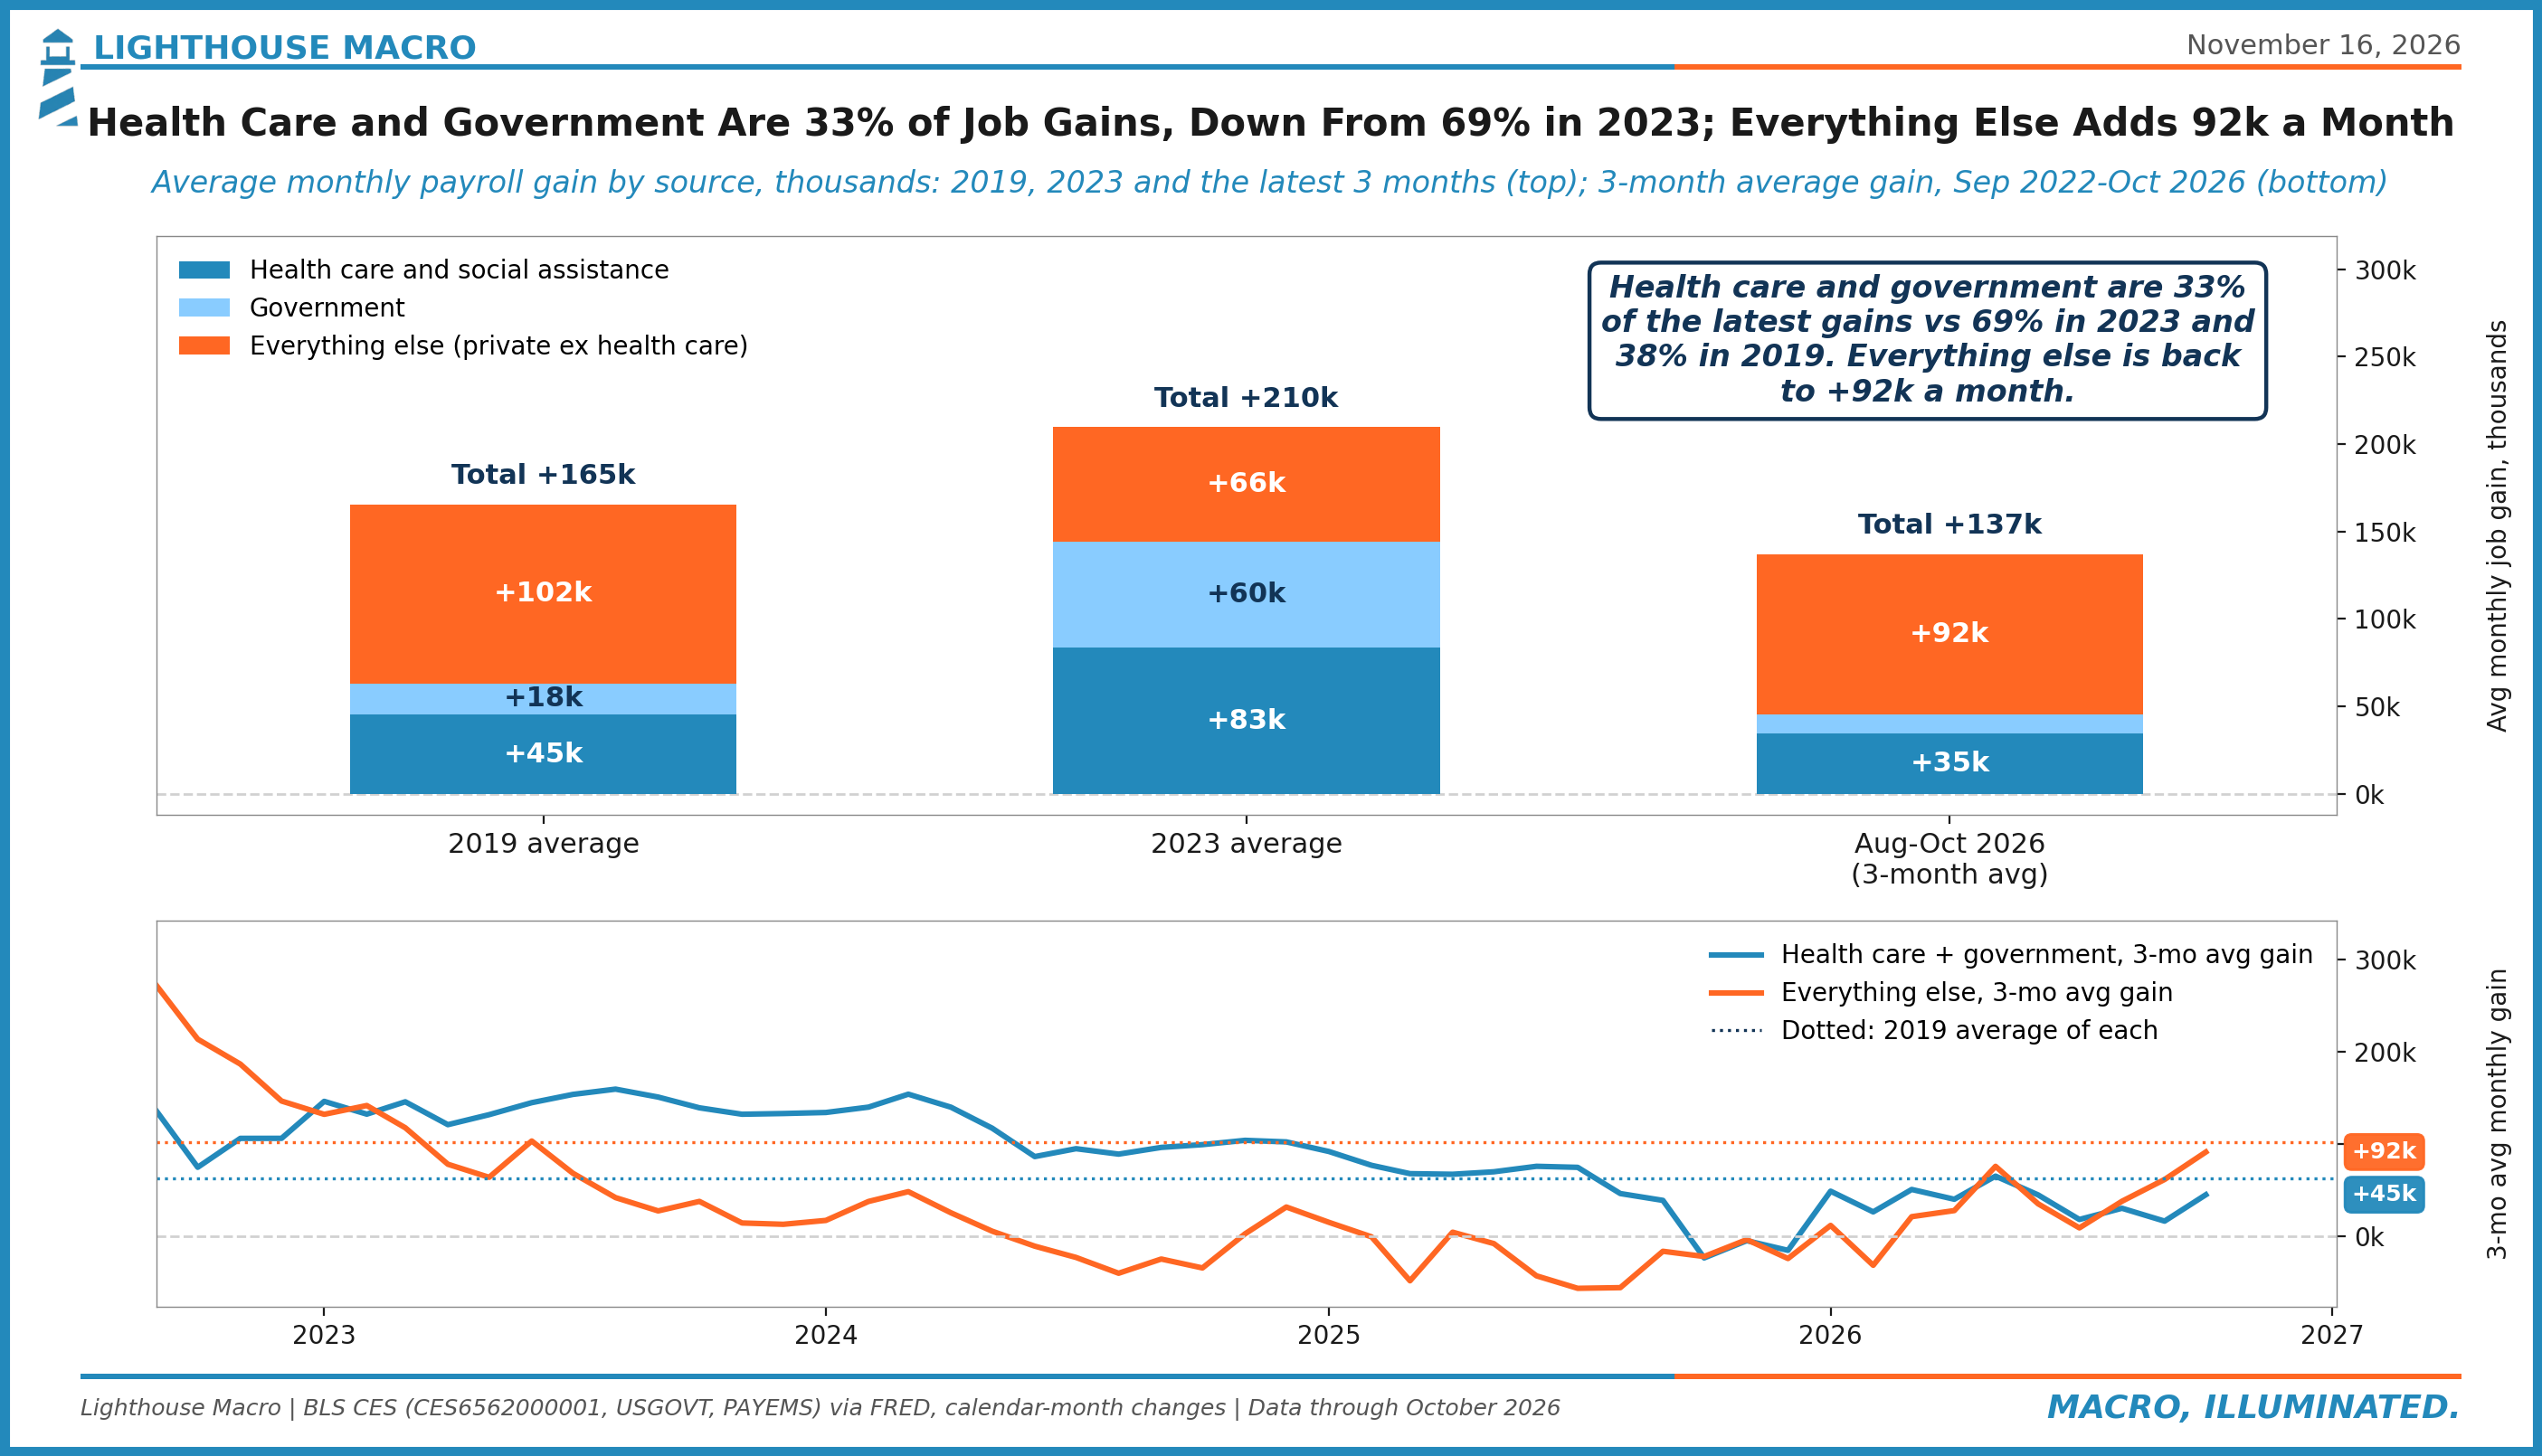 LIGHTHOUSE MACRO
November 16, 2026
Health Care and Government Are 33% of Job Gains, Down From 69% in 2023; Everything Else Adds 92k a Month
Average monthly payroll gain by source, thousands: 2019, 2023 and the latest 3 months (top); 3-month average gain, Sep 2022-Oct 2026 (bottom)
Health care and social assistance
Government
Everything else (private ex health care)
Health care and government are 33%
of the latest gains vs 69% in 2023 and
38% in 2019. Everything else is back
to +92k a month.
Total +165k
+102k
+18k
+45k
Total +210k
+66k
+60k
+83k
Total +137k
+92k
+35k
300k
250k
200k
150k
100k
50k
0k
Avg monthly job gain, thousands
2019 average
2023 average
Aug-Oct 2026
(3-month avg)
Health care + government, 3-mo avg gain
Everything else, 3-mo avg gain
Dotted: 2019 average of each
300k
200k
+92k
+45k
0k
3-mo avg monthly gain
2023
2024
2025
2026
2027
Lighthouse Macro | BLS CES (CES6562000001, USGOVT, PAYEMS) via FRED, calendar-month changes | Data through October 2026
MACRO, ILLUMINATED.